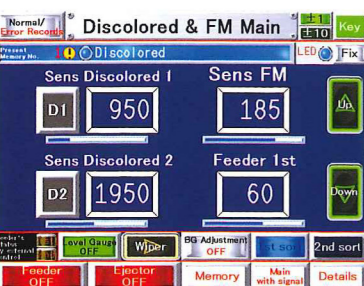 Normal/
Error Records
Discolored & FM Main
±1
±10
Key
Present
Memory No.
1 Discolored
LED
Fix
Sens Discolored 1
Sens FM
D1
950
185
Up
Sens Discolored 2
Feeder 1st
D2
1950
60
Down
Level Gauge
OFF
Wiper
BG Adjustment
OFF
1st sort
2nd sort
Feeder
OFF
Ejector
OFF
Memory
Main
with signal
Details